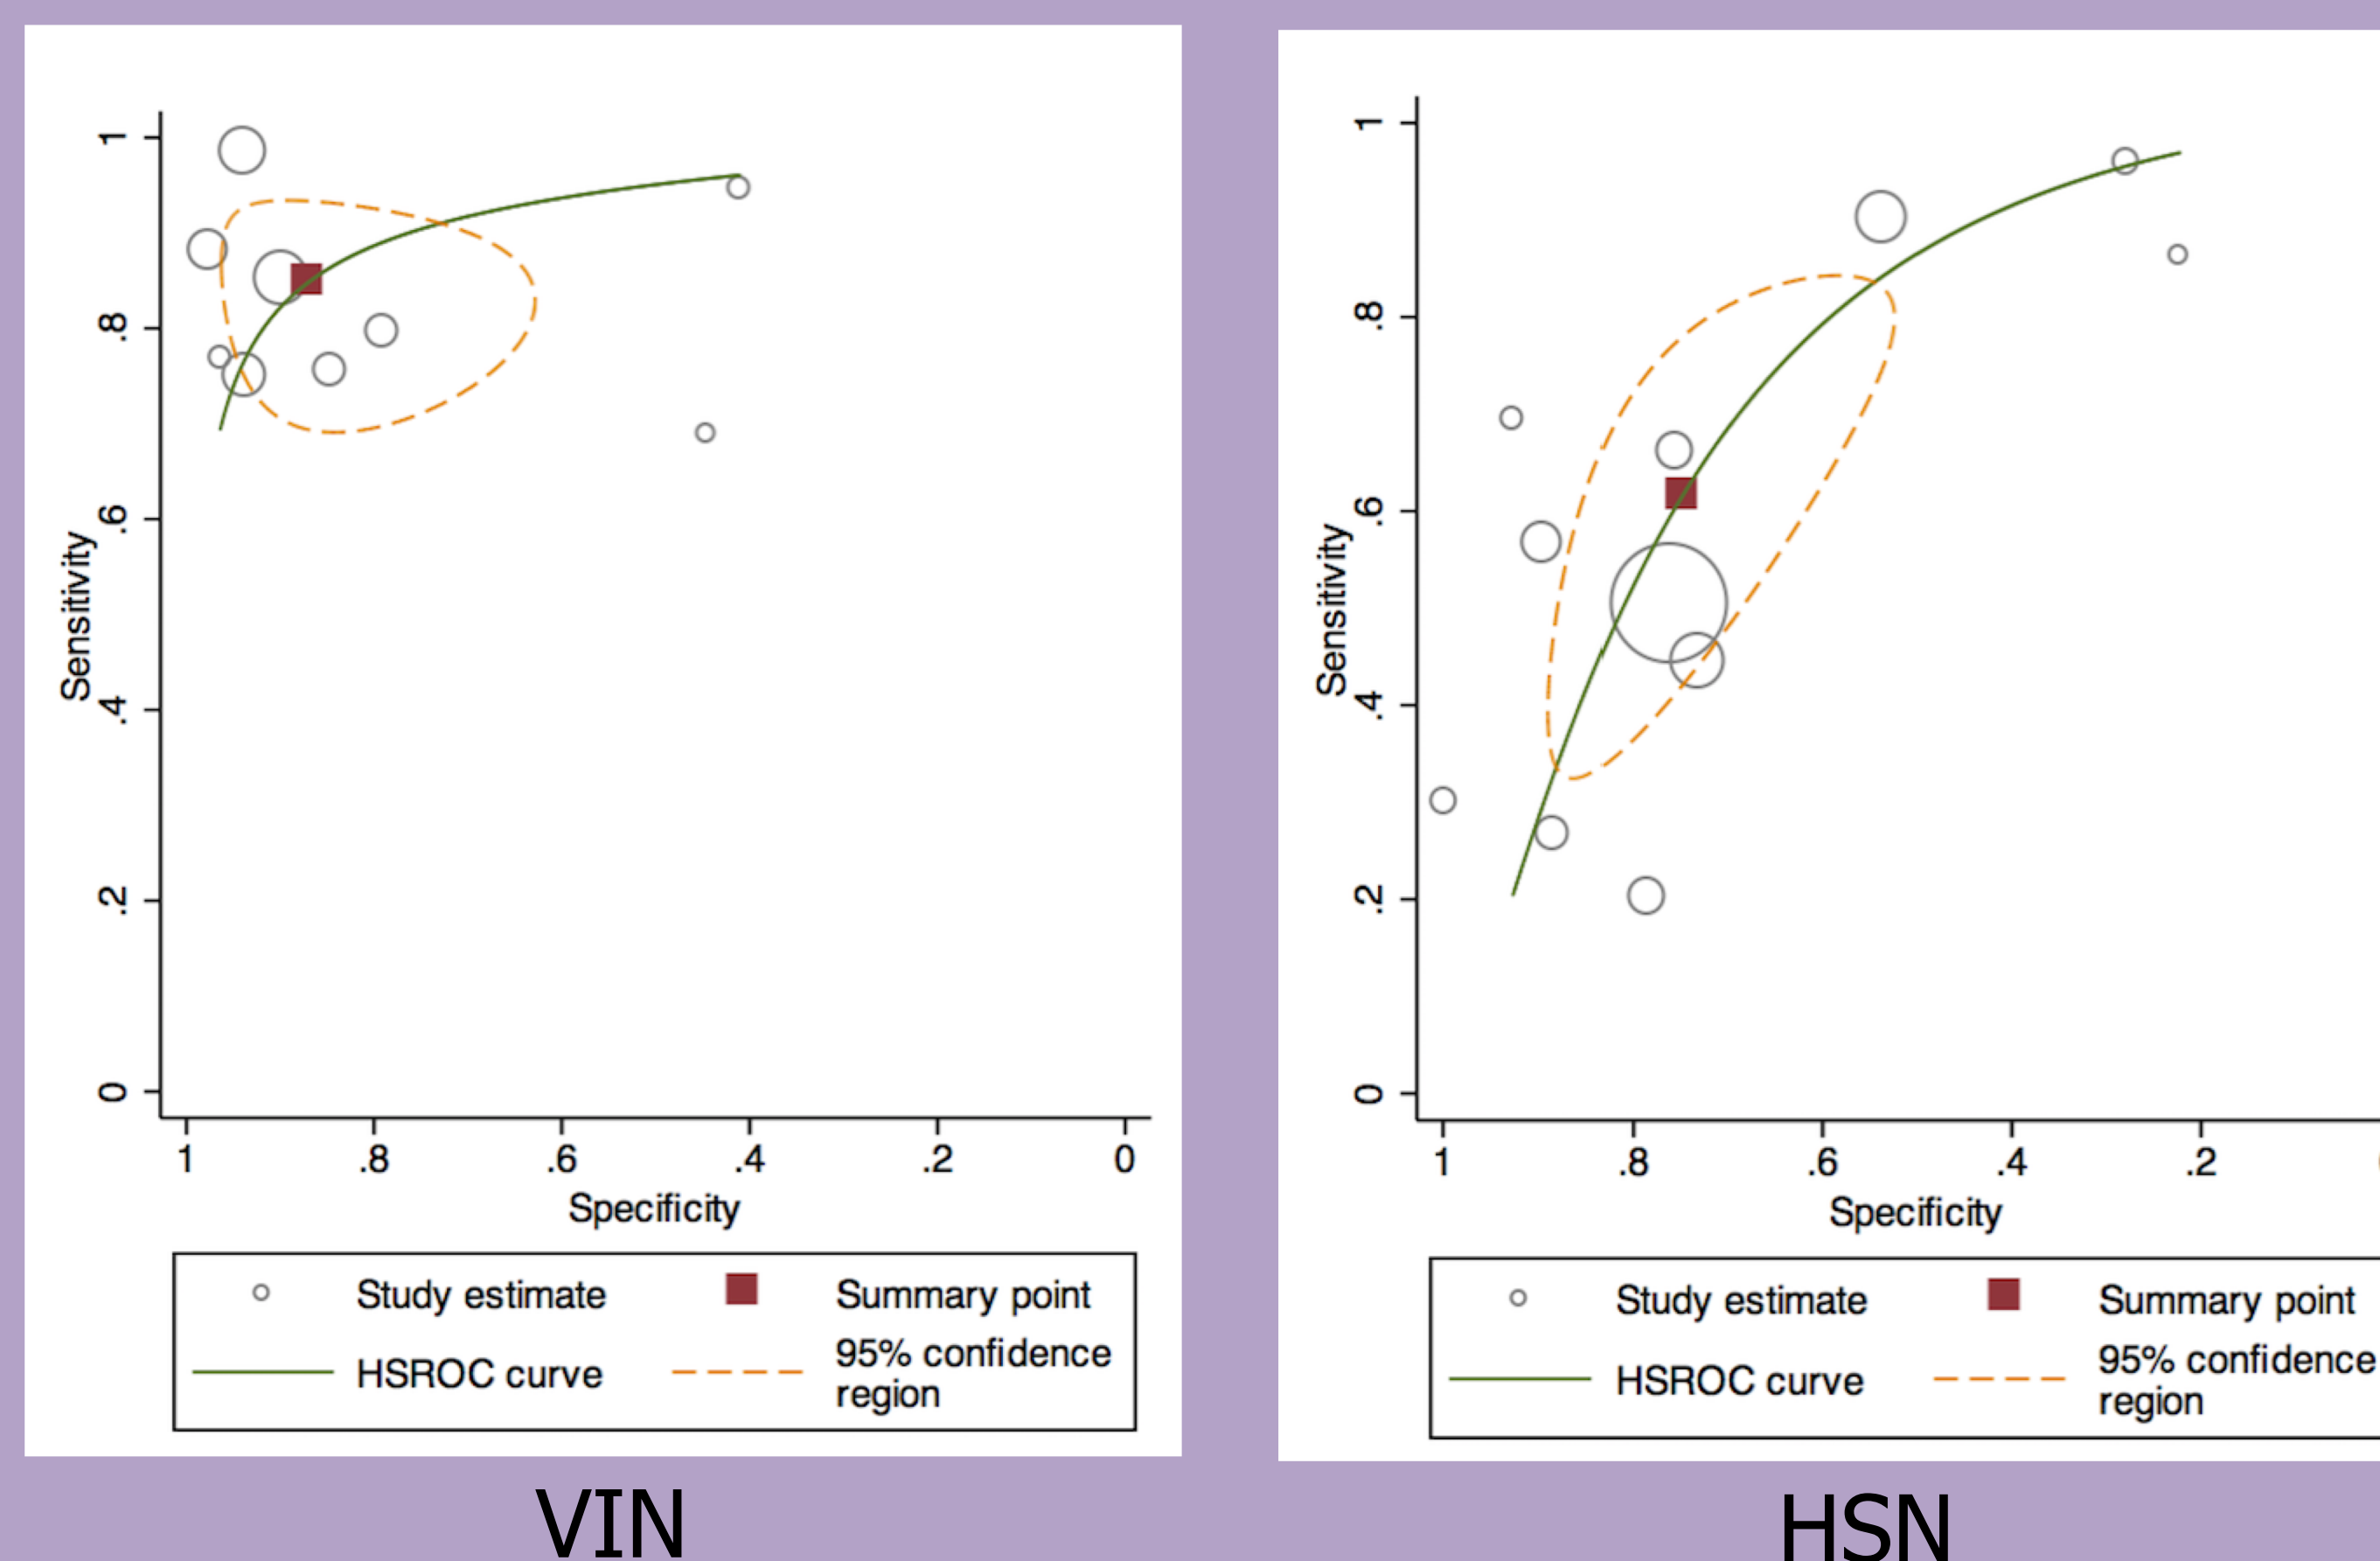 Sensitivity
1
.8
.6
.4
.2
0
1 .8 .6 .4 .2 0
Specificity
Study estimate
Summary point
HSROC curve
95% confidence
region
VIN
Sensitivity
1
.8
.6
.4
.2
0
1 .8 .6 .4 .2
Specificity
Study estimate
Summary point
HSROC curve
95% confidence
region
HSN